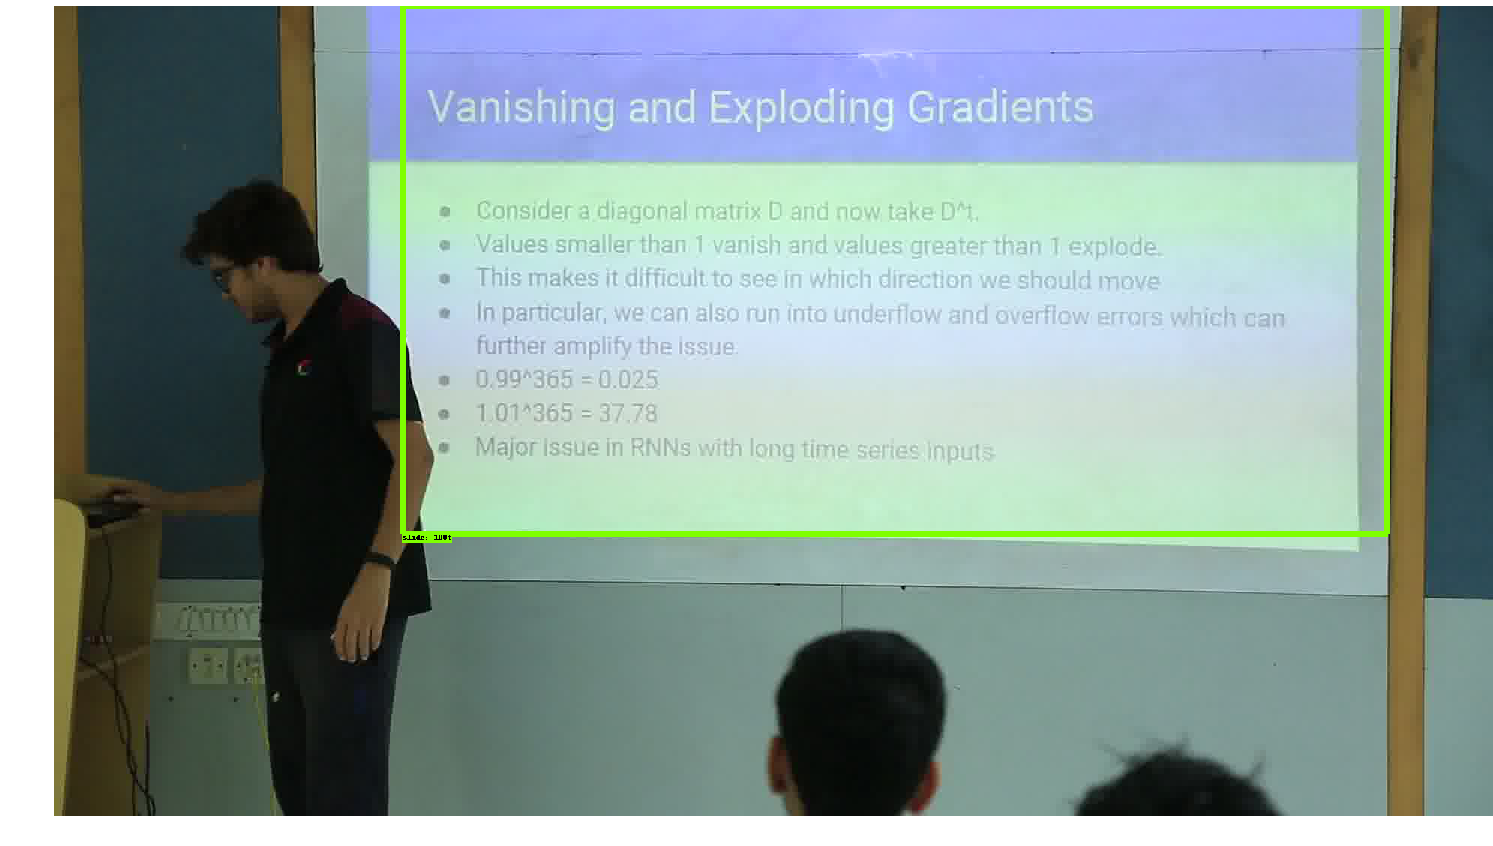 Vanishing and Exploding Gradients
● Consider a diagonal matrix D and now take D^t.
● Values smaller than 1 vanish and values greater than 1 explode.
● This makes it difficult to see in which direction we should move
● In particular, we can also run into underflow and overflow errors which can
further amplify the issue.
● 0.99^365 = 0.025
● 1.01^365 = 37.78
● Major issue in RNNs with long time series inputs
slide: 100%